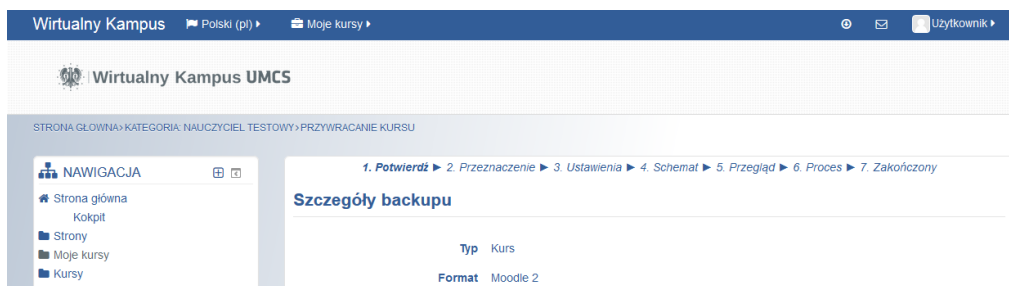 Wirtualny Kampus Polski (pl) Moje kursy Użytkownik
Wirtualny Kampus UMCS
STRONA GŁOWNA›KATEGORIA: NAUCZYCIEL TESTOWY›PRZYWRACANIE KURSU
NAWIGACJA
Strona główna
Kokpit
Strony
Moje kursy
Kursy
1. Potwierdź ► 2. Przeznaczenie ► 3. Ustawienia ► 4. Schemat ► 5. Przegląd ► 6. Proces ► 7. Zakończony
Szczegóły backupu
Typ Kurs
Format Moodle 2